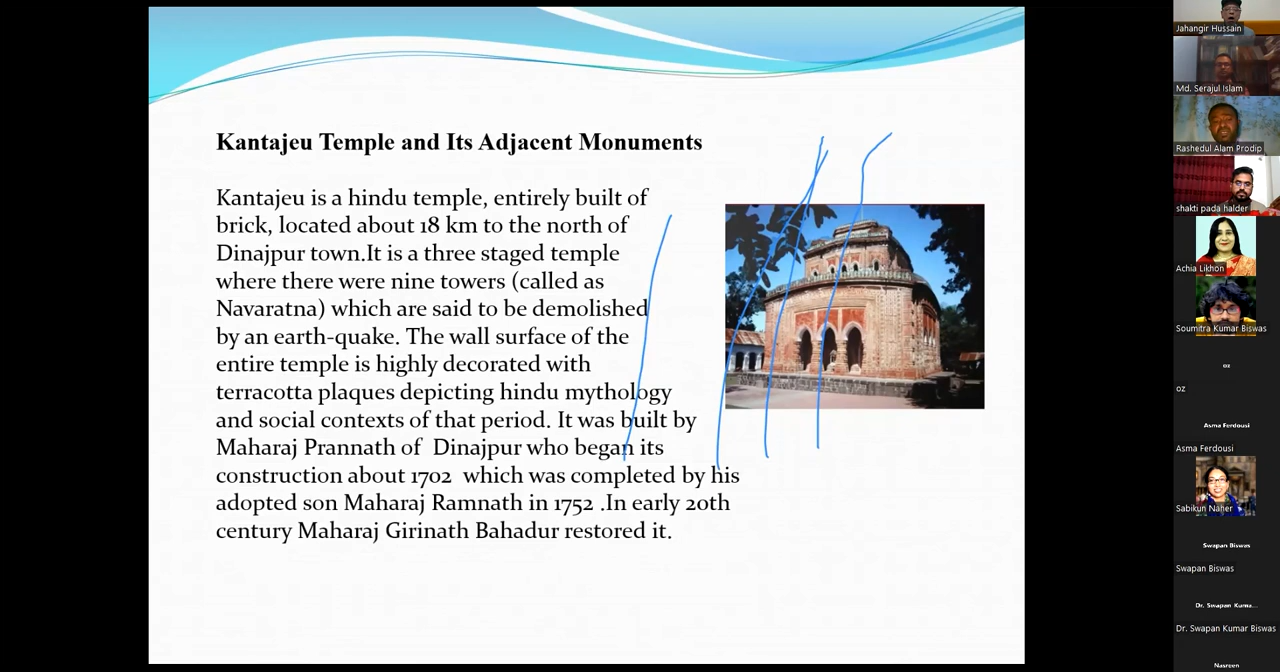 Kantajeu Temple and Its Adjacent Monuments
Kantajeu is a hindu temple, entirely built of
brick, located about 18 km to the north of
Dinajpur town.It is a three staged temple
where there were nine towers (called as
Navaratna) which are said to be demolished
by an earth-quake. The wall surface of the
entire temple is highly decorated with
terracotta plaques depicting hindu mythology
and social contexts of that period. It was built by
Maharaj Prannath of  Dinajpur who began its
construction about 1702  which was completed by his
adopted son Maharaj Ramnath in 1752 .In early 20th
century Maharaj Girinath Bahadur restored it.
Jahangir Hussain
Md. Serajul Islam
Rashedul Alam Prodip
shakti pada halder
Achia Likhon
Soumitra Kumar Biswas
oz
oz
Asma Ferdousi
Asma Ferdousi
Sabikun Naher
Swapan Biswas
Swapan Biswas
Dr. Swapan Kuma...
Dr. Swapan Kumar Biswas
Nasreen